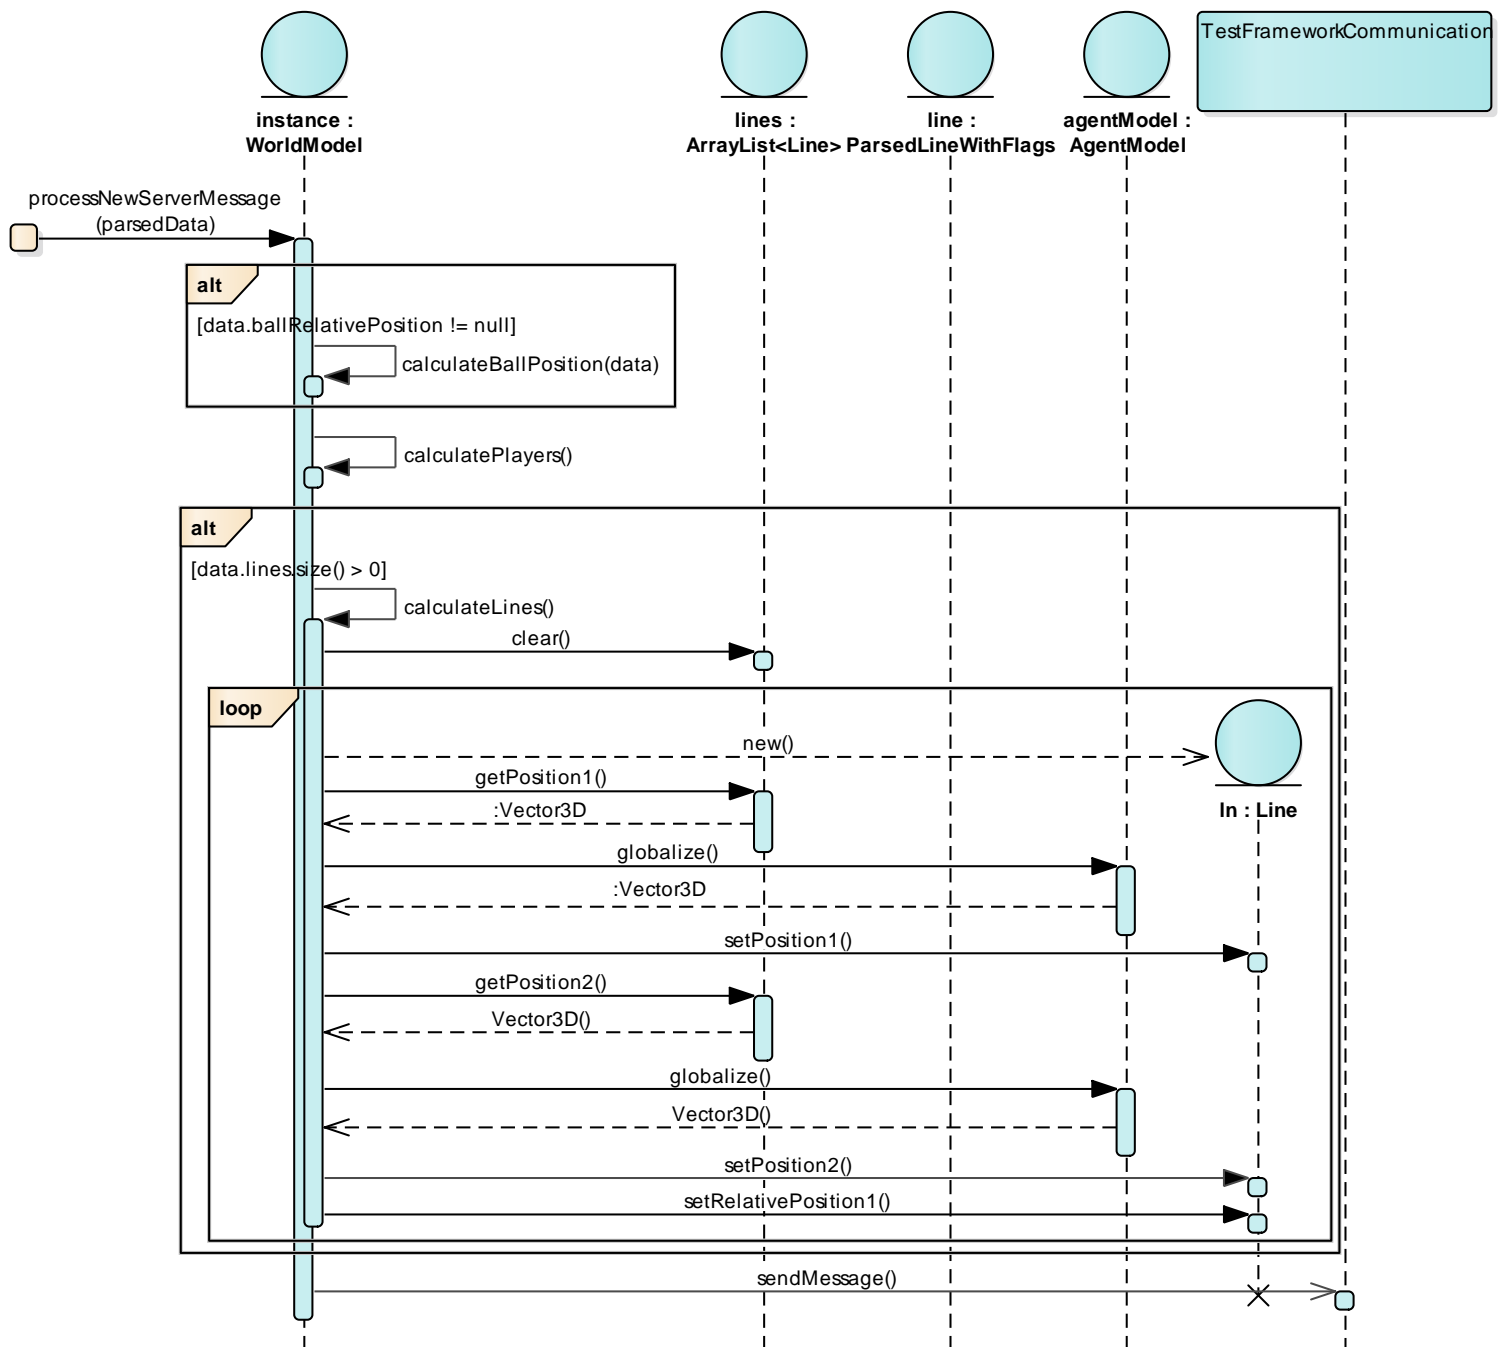 TestFrameworkCommunication
instance :
WorldModel
lines :
ArrayList<Line>
line :
ParsedLineWithFlags
agentModel :
AgentModel
processNewServerMessage
(parsedData)
alt
[data.ballRelativePosition != null]
calculateBallPosition(data)
calculatePlayers()
alt
[data.lines.size() > 0]
calculateLines()
clear()
loop
new()
getPosition1()
:Vector3D
ln : Line
globalize()
:Vector3D
setPosition1()
getPosition2()
Vector3D()
globalize()
Vector3D()
setPosition2()
setRelativePosition1()
sendMessage()